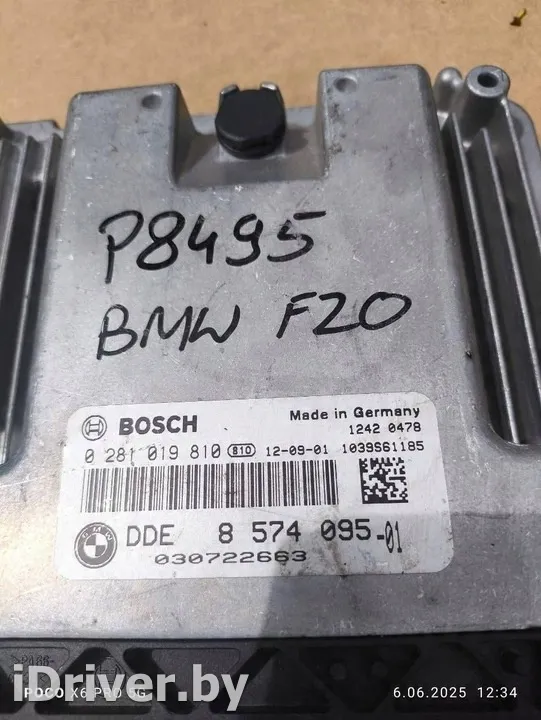 P8495
BMW F20
BOSCH
Made in Germany
1242 0478
0 281 019 810 810 12-09-01 1039S61185
BMW DDE 8 574 095-01
030722663
iDriver.by
POCO X6 PRO 5G
6.06.2025 12:34